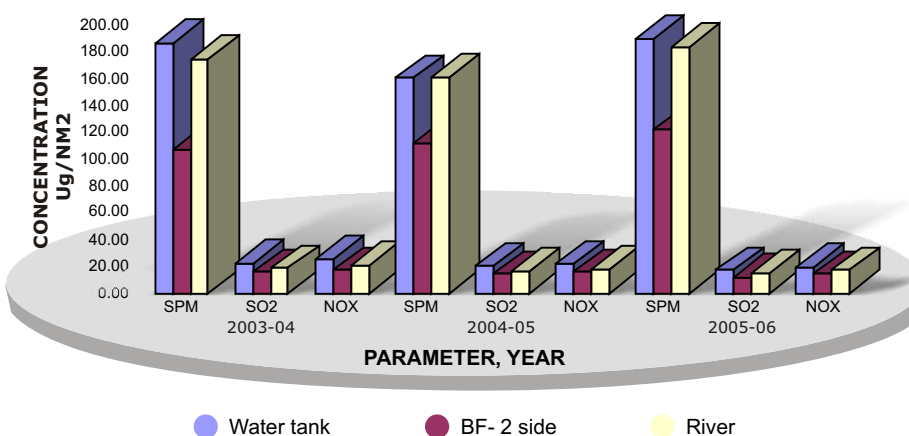 CONCENTRATION
Ug/NM2
200.00
180.00
160.00
140.00
120.00
100.00
80.00
60.00
40.00
20.00
0.00
SPM SO2 NOX SPM SO2 NOX SPM SO2 NOX
2003-04 2004-05 2005-06
PARAMETER, YEAR
Water tank BF- 2 side River